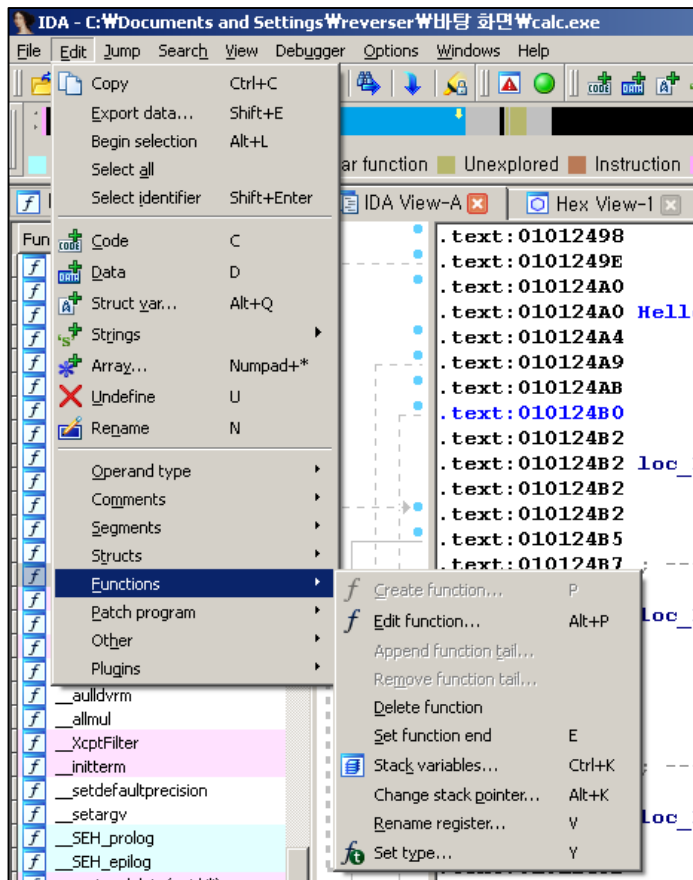 IDA - C:₩Documents and Settings₩reverser₩바탕 화면₩calc.exe
File Edit Jump Search View Debugger Options Windows Help
Copy Ctrl+C
Export data... Shift+E
Begin selection Alt+L
Select all
Select identifier Shift+Enter
Code C
Data D
Struct var... Alt+Q
Strings
Array... Numpad+*
Undefine U
Rename N
Operand type
Comments
Segments
Structs
Functions
Patch program
Other
Plugins
ar function Unexplored Instruction
IDA View-A Hex View-1
Fun
.text:01012498
.text:0101249E
.text:010124A0
.text:010124A0 Hell
.text:010124A4
.text:010124A9
.text:010124AB
.text:010124B0
.text:010124B2
.text:010124B2 loc_
.text:010124B2
.text:010124B2
.text:010124B5
.text:010124B7 ; --
Create function... P
Edit function... Alt+P
Append function tail...
Remove function tail...
Delete function
Set function end E
Stack variables... Ctrl+K
Change stack pointer... Alt+K
Rename register... V
Set type... Y
loc_
; --
loc_
__aulldvrm
__allmul
__XcptFilter
__initterm
__setdefaultprecision
__setargv
__SEH_prolog
__SEH_epilog